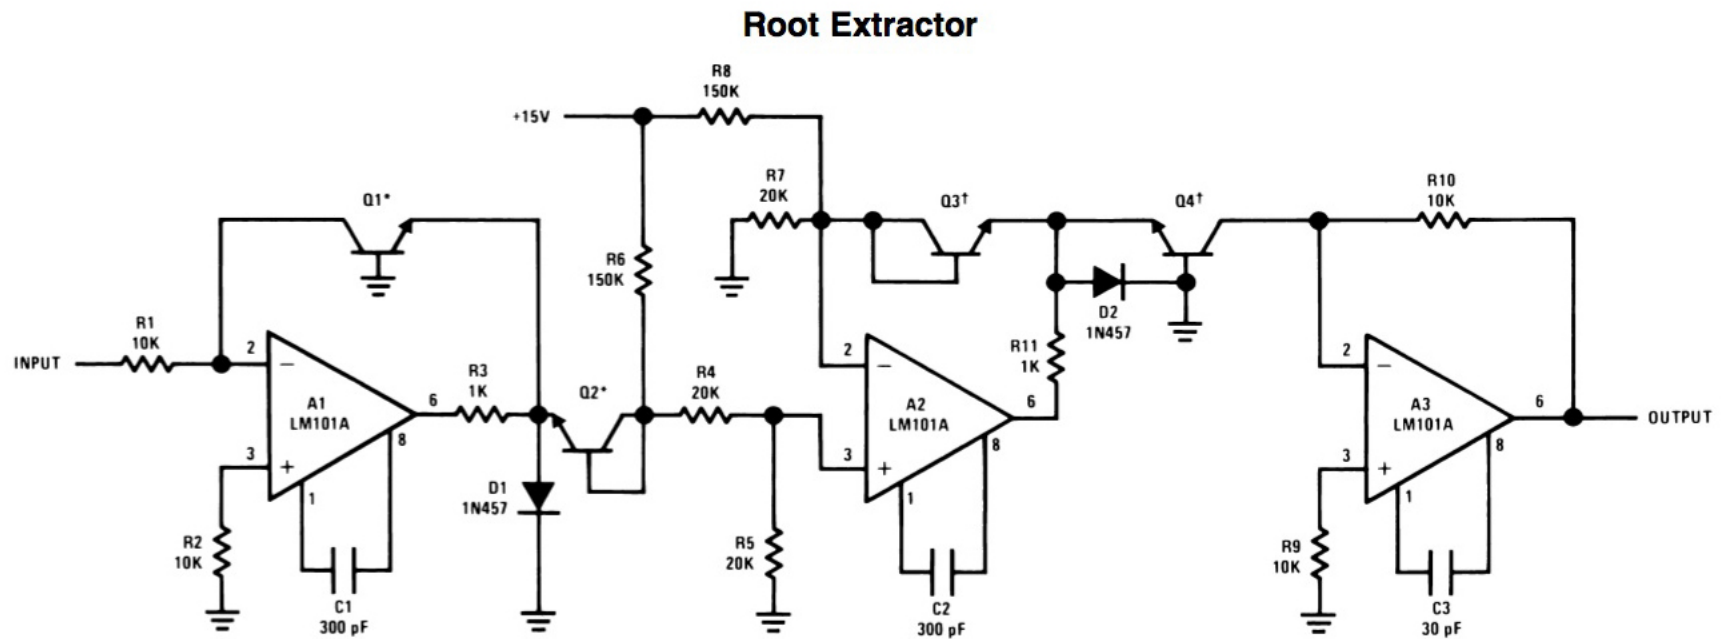 Root Extractor
R8
150K
+15V
R7
20K
Q1*
Q3†
Q4†
R10
10K
R6
150K
D2
1N457
R1
10K
INPUT
2
−
A1
LM101A
6
8
3
+
1
R3
1K
Q2*
R4
20K
2
−
A2
LM101A
6
8
3
+
1
R11
1K
2
−
A3
LM101A
6
8
3
+
1
OUTPUT
D1
1N457
R2
10K
R5
20K
R9
10K
C1
300 pF
C2
300 pF
C3
30 pF